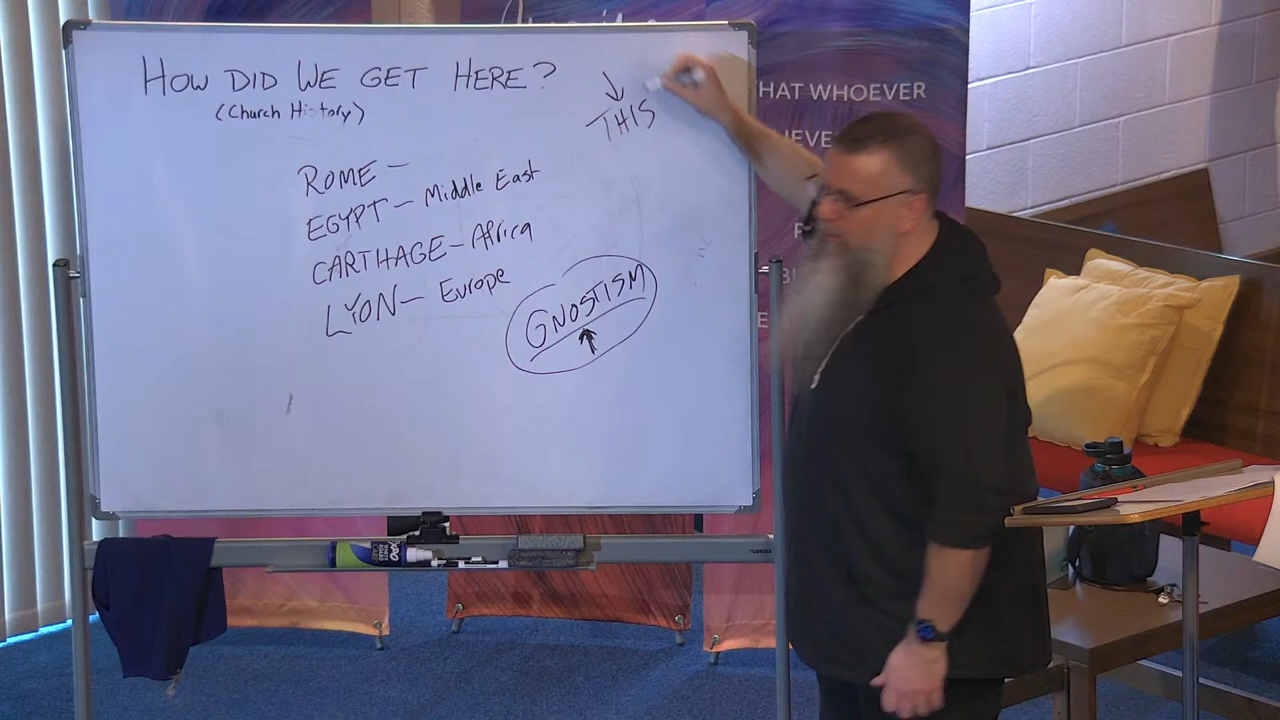 HOW DID WE GET HERE?
(Church History)
THIS
ROME –
EGYPT – Middle East
CARTHAGE – Africa
LYON – Europe
GNOSTISM
HAT WHOEVER
EXPO